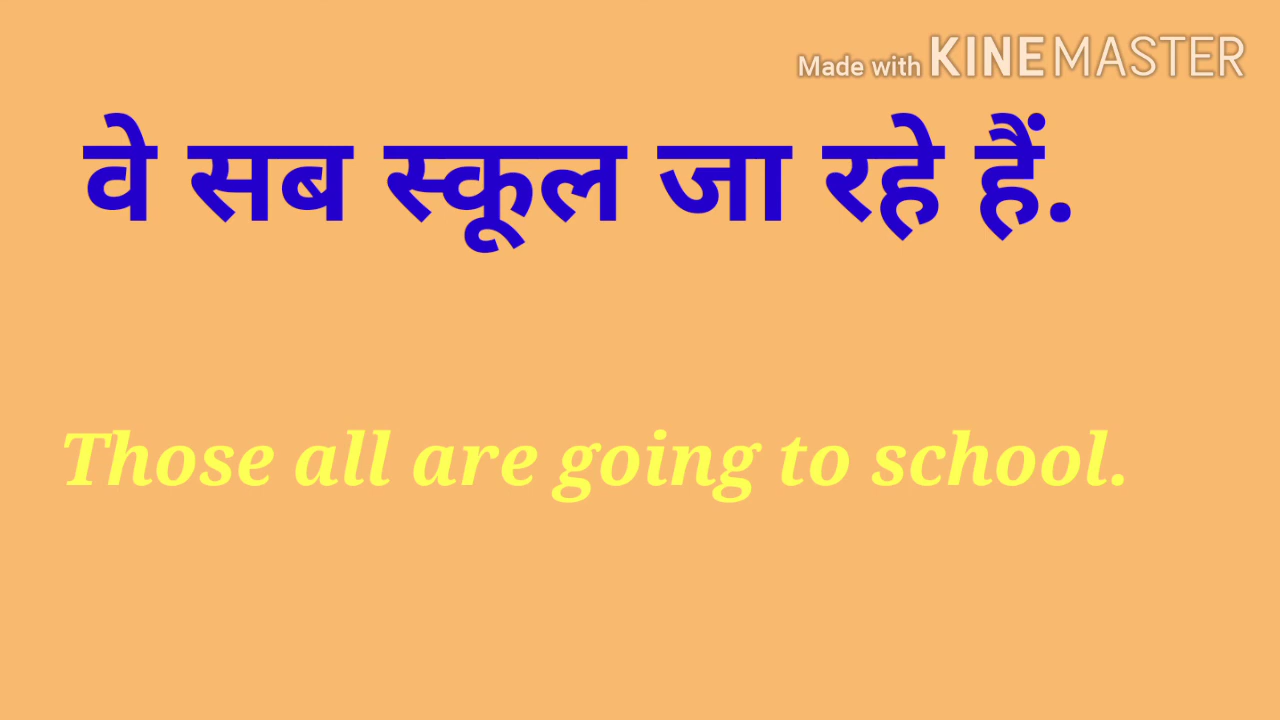 Made with KINEMASTER
वे सब स्कूल जा रहे हैं.
Those all are going to school.